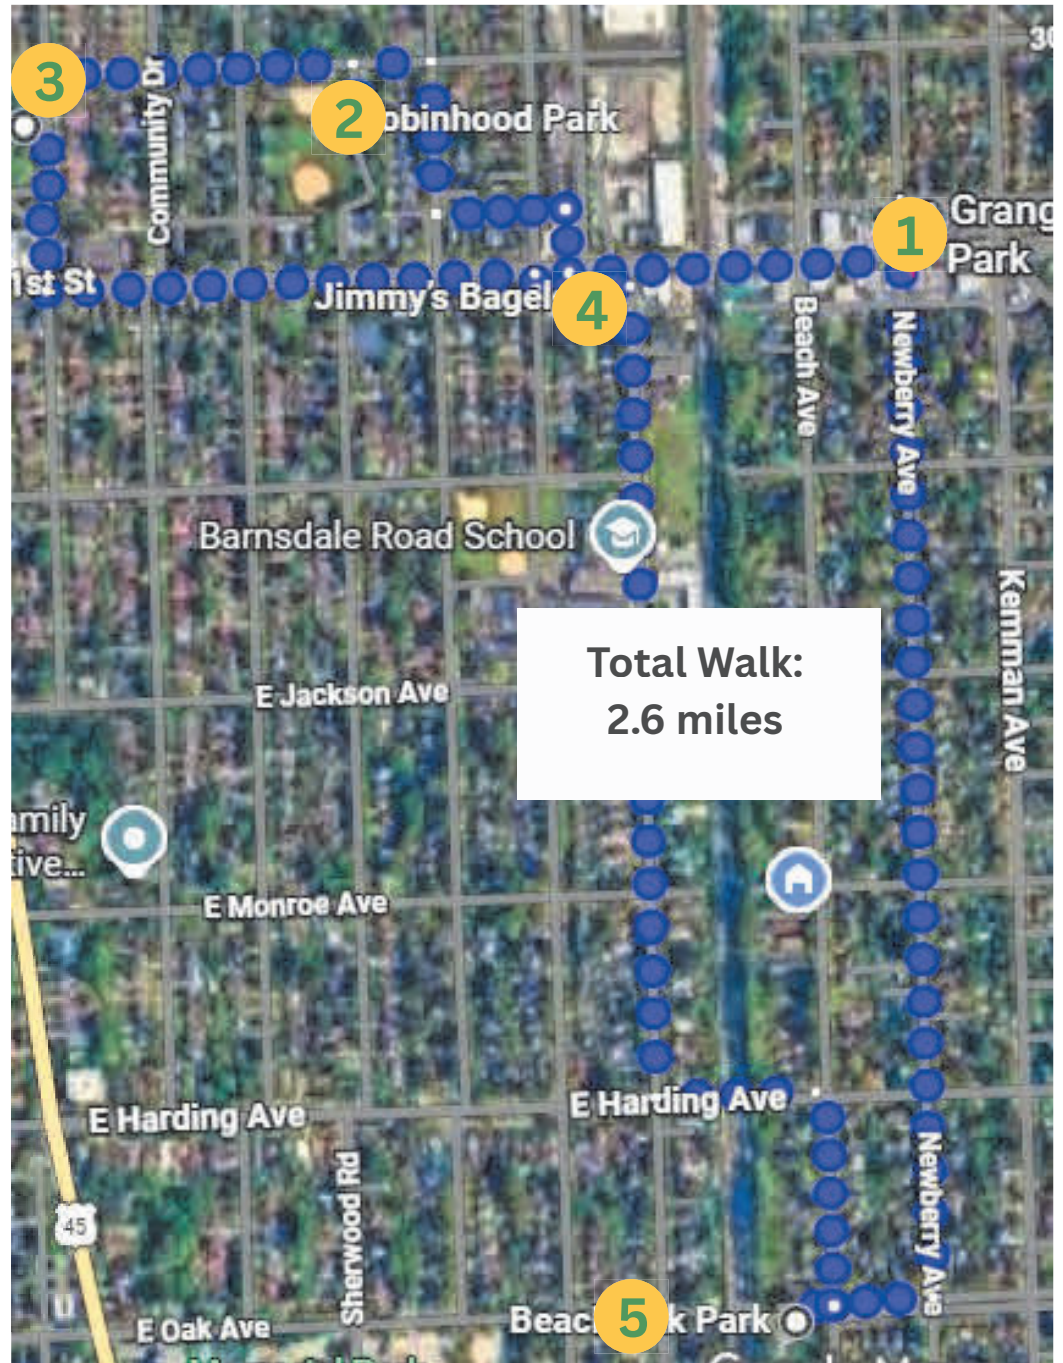 30
3
Community Dr
2
obinhood Park
1
Grang
Park
1st St
Jimmy's Bagel
4
Beach Ave
Newberry Ave
Barnsdale Road School
Kemman Ave
Total Walk:
2.6 miles
E Jackson Ave
amily
tive...
E Monroe Ave
E Harding Ave
E Harding Ave
Sherwood Rd
Newberry Ave
45
E Oak Ave
Beac
5
k Park